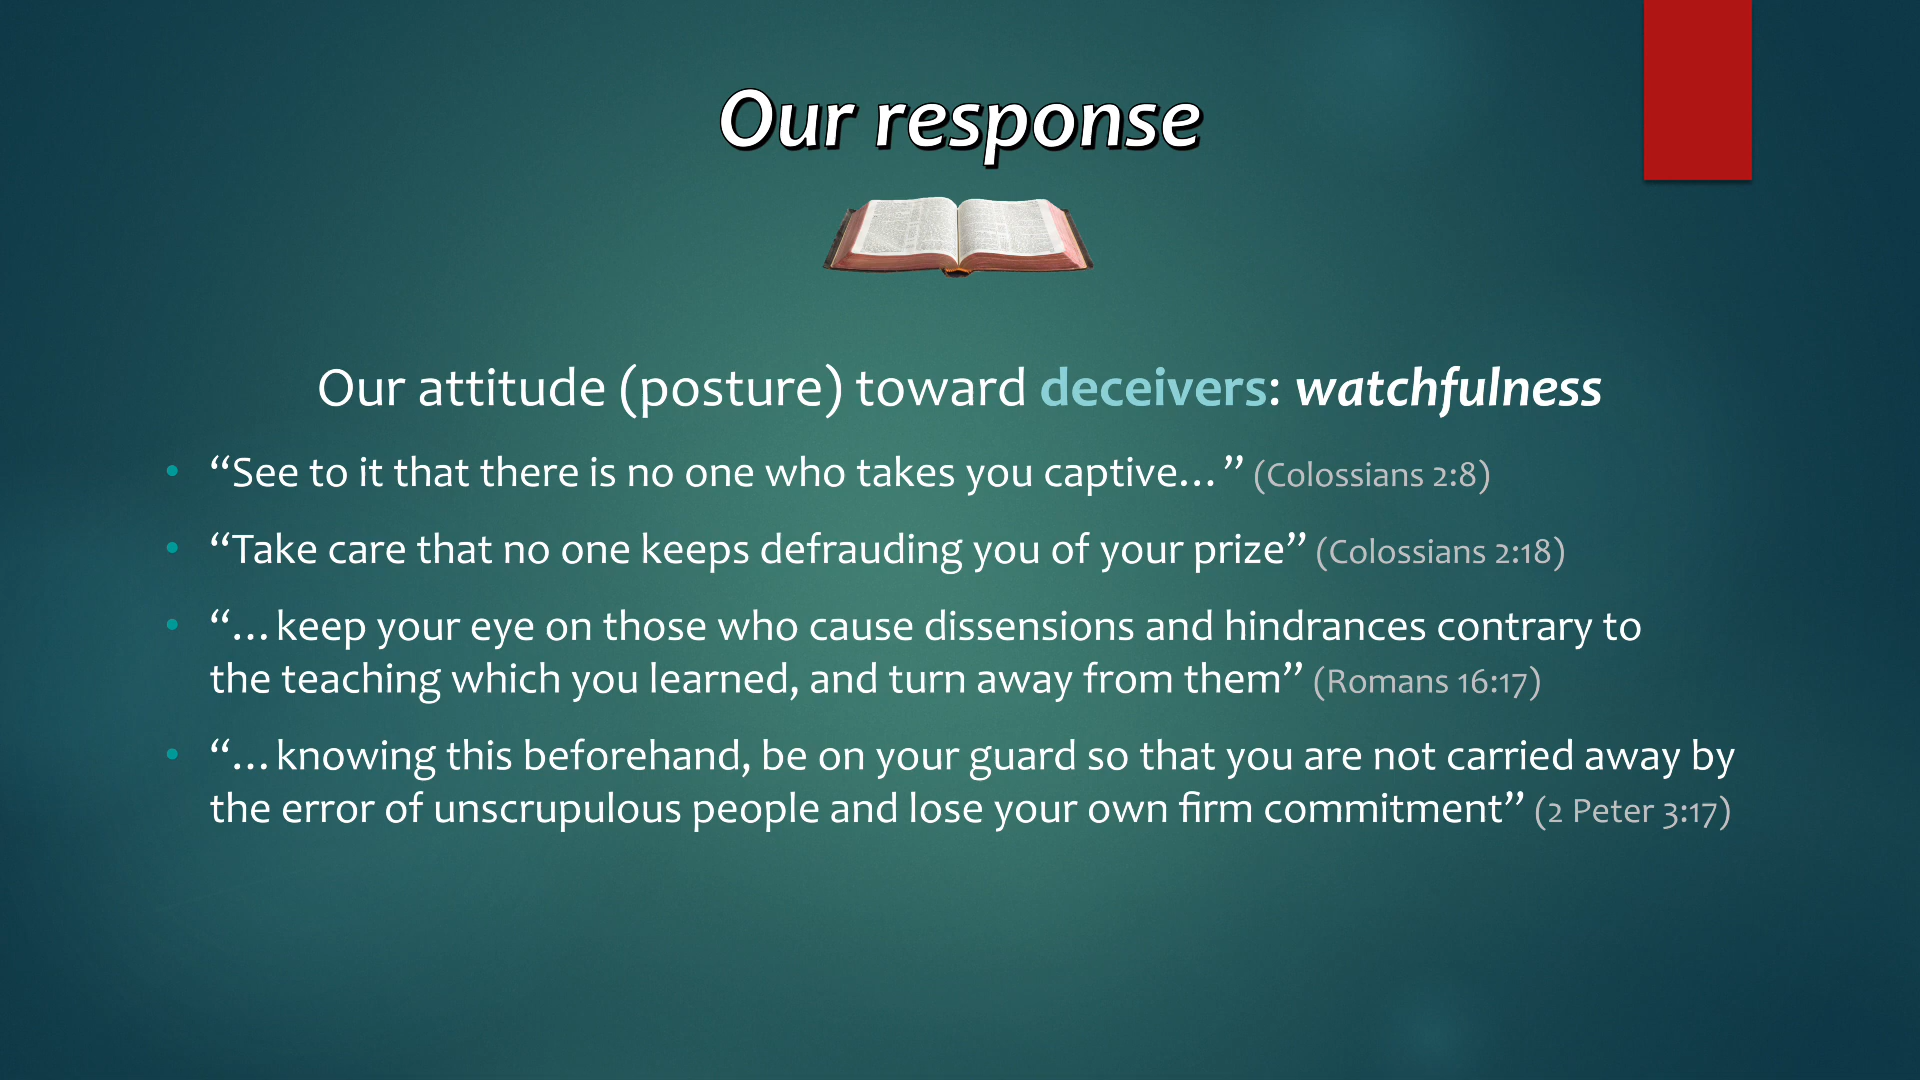 Our response
Our attitude (posture) toward deceivers: watchfulness
• “See to it that there is no one who takes you captive…” (Colossians 2:8)
• “Take care that no one keeps defrauding you of your prize” (Colossians 2:18)
• “…keep your eye on those who cause dissensions and hindrances contrary to
the teaching which you learned, and turn away from them” (Romans 16:17)
• “…knowing this beforehand, be on your guard so that you are not carried away by
the error of unscrupulous people and lose your own firm commitment” (2 Peter 3:17)